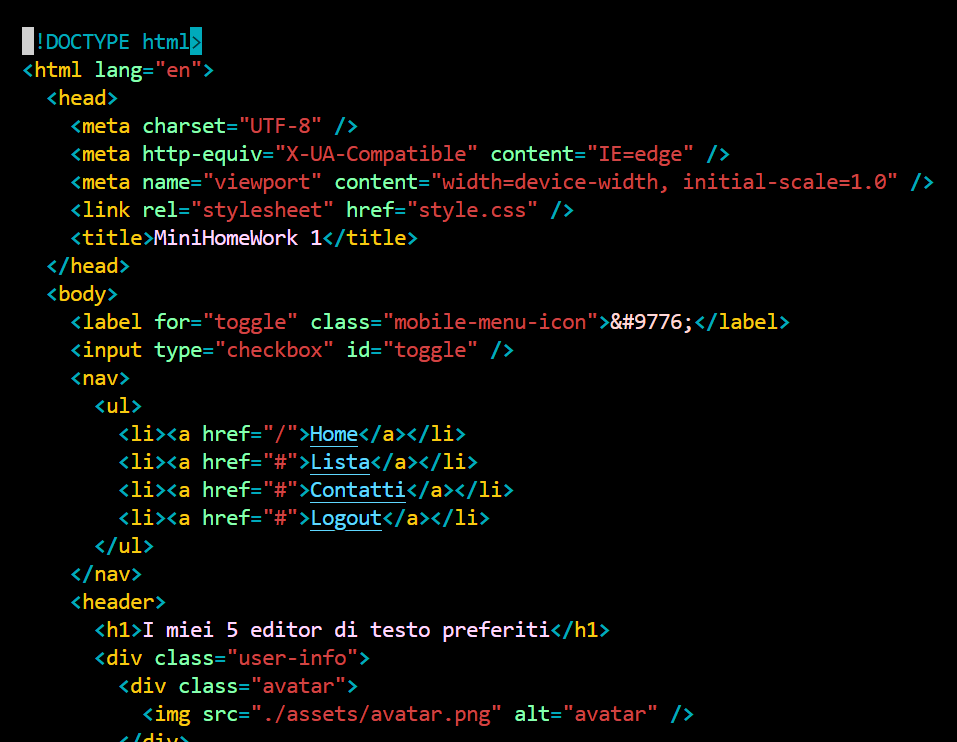 <!DOCTYPE html>
<html lang="en">
  <head>
    <meta charset="UTF-8" />
    <meta http-equiv="X-UA-Compatible" content="IE=edge" />
    <meta name="viewport" content="width=device-width, initial-scale=1.0" />
    <link rel="stylesheet" href="style.css" />
    <title>MiniHomeWork 1</title>
  </head>
  <body>
    <label for="toggle" class="mobile-menu-icon">&#9776;</label>
    <input type="checkbox" id="toggle" />
    <nav>
      <ul>
        <li><a href="/">Home</a></li>
        <li><a href="#">Lista</a></li>
        <li><a href="#">Contatti</a></li>
        <li><a href="#">Logout</a></li>
      </ul>
    </nav>
    <header>
      <h1>I miei 5 editor di testo preferiti</h1>
      <div class="user-info">
        <div class="avatar">
          <img src="./assets/avatar.png" alt="avatar" />
        </div>